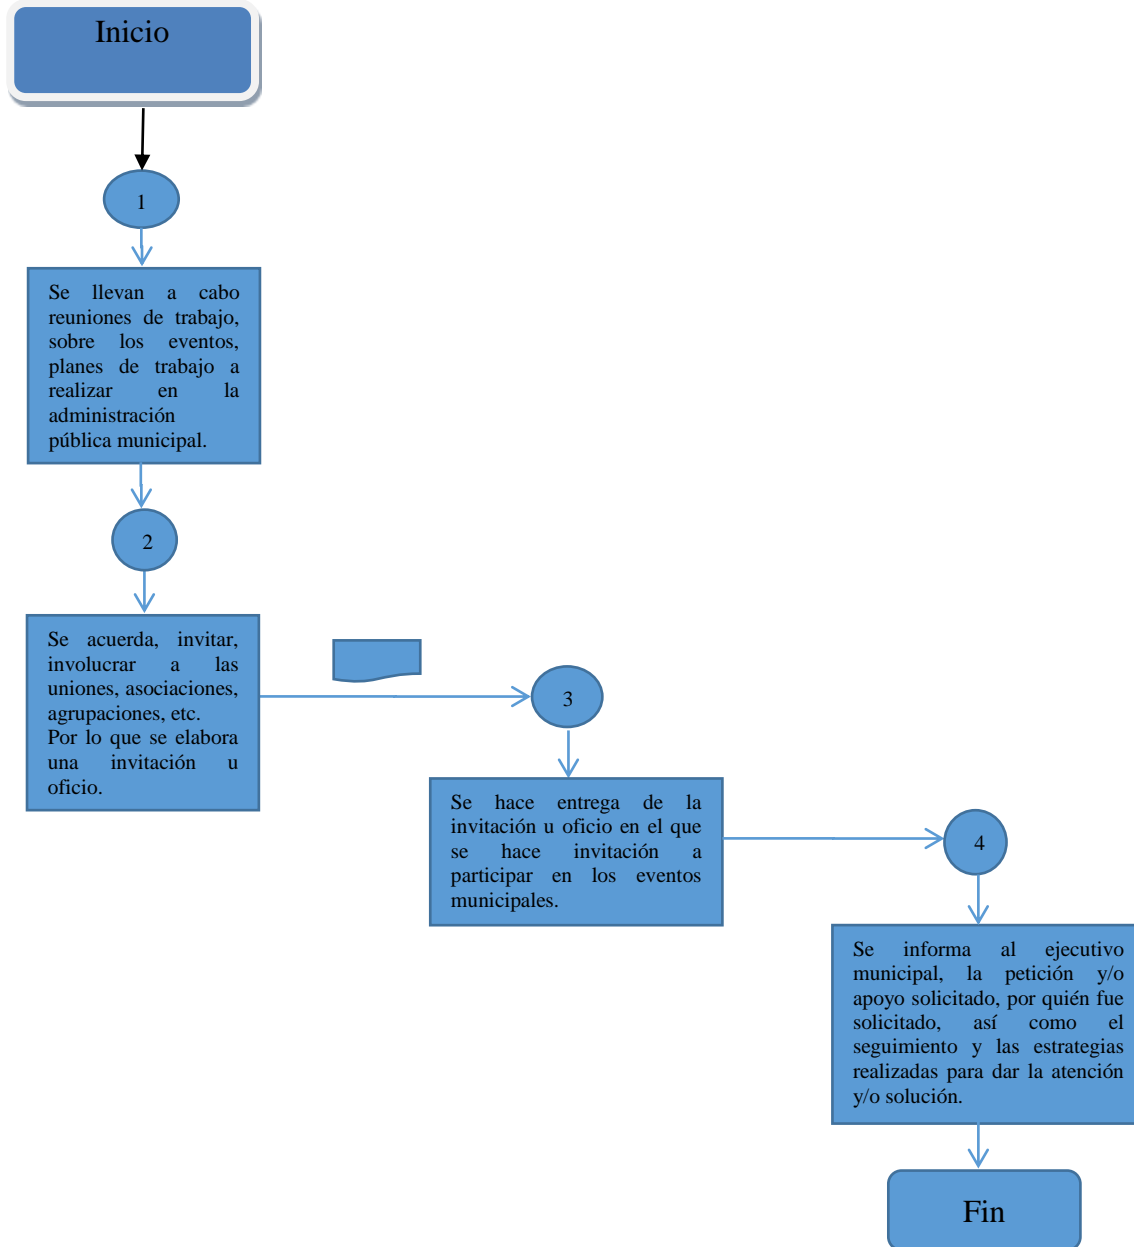 Inicio
1
Se llevan a cabo
reuniones de trabajo,
sobre los eventos,
planes de trabajo a
realizar en la
administración
pública municipal.
2
Se acuerda, invitar,
involucrar a las
uniones, asociaciones,
agrupaciones, etc.
Por lo que se elabora
una invitación u
oficio.
3
Se hace entrega de la
invitación u oficio en el que
se hace invitación a
participar en los eventos
municipales.
4
Se informa al ejecutivo
municipal, la petición y/o
apoyo solicitado, por quién fue
solicitado, así como el
seguimiento y las estrategias
realizadas para dar la atención
y/o solución.
Fin